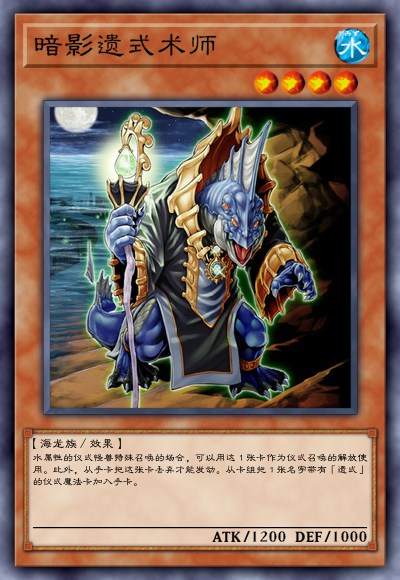 暗影遗式术师
水
【海龙族／效果】
水属性的仪式怪兽特殊召唤的场合，可以用这1张卡作为仪式召唤的解放使
用。此外，从手卡把这张卡丢弃才能发动。从卡组把1张名字带有「遗式」
的仪式魔法卡加入手卡。
ATK/1200 DEF/1000